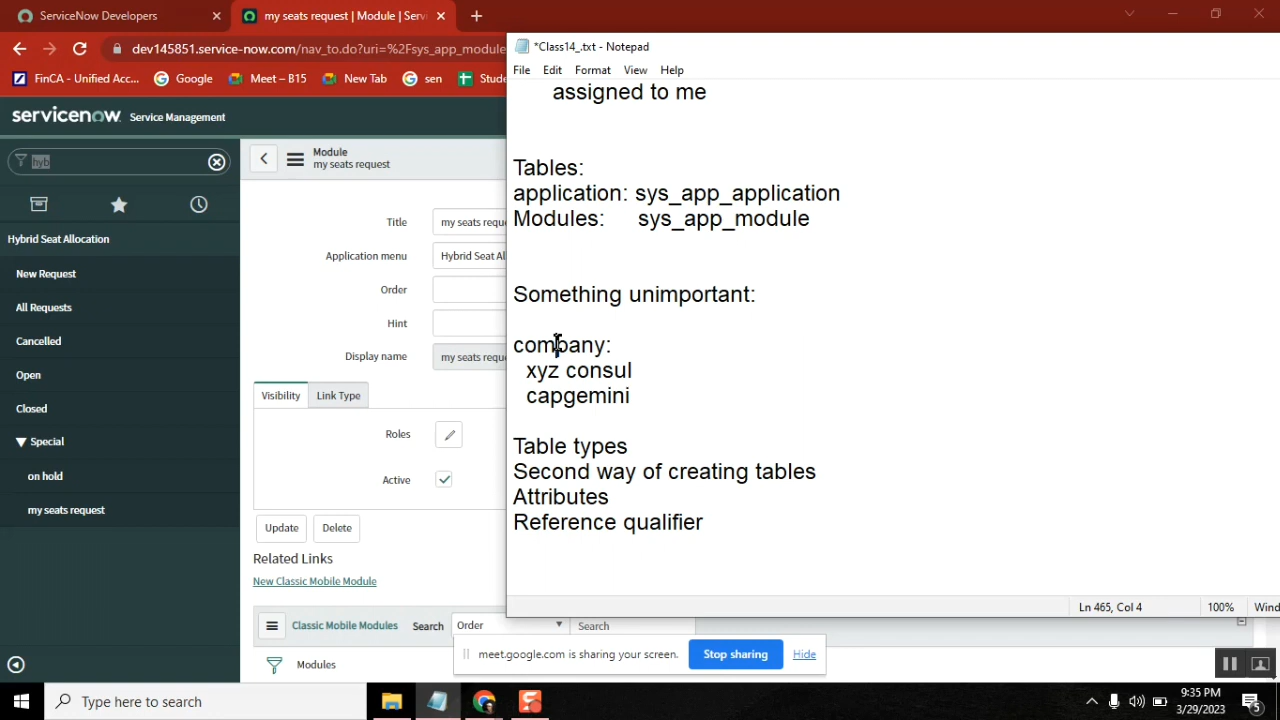 ServiceNow Developers
my seats request | Module | Serv
dev145851.service-now.com/nav_to.do?uri=%2Fsys_app_module
FinCA - Unified Acc...
Google
Meet – B15
New Tab
sen
Stude
servicenow. Service Management
hyb
Hybrid Seat Allocation
New Request
All Requests
Cancelled
Open
Closed
Special
on hold
my seats request
Module
my seats request
Title
my seats reque
Application menu
Hybrid Seat Al
Order
Hint
Display name
my seats reque
Visibility
Link Type
Roles
Active
Update
Delete
Related Links
New Classic Mobile Module
Classic Mobile Modules
Search
Order
Search
Modules
*Class14_.txt - Notepad
File Edit Format View Help
assigned to me
Tables:
application: sys_app_application
Modules: sys_app_module
Something unimportant:
company:
xyz consul
capgemini
Table types
Second way of creating tables
Attributes
Reference qualifier
Ln 465, Col 4
100%
Wind
meet.google.com is sharing your screen.
Stop sharing
Hide
Type here to search
9:35 PM
3/29/2023
5